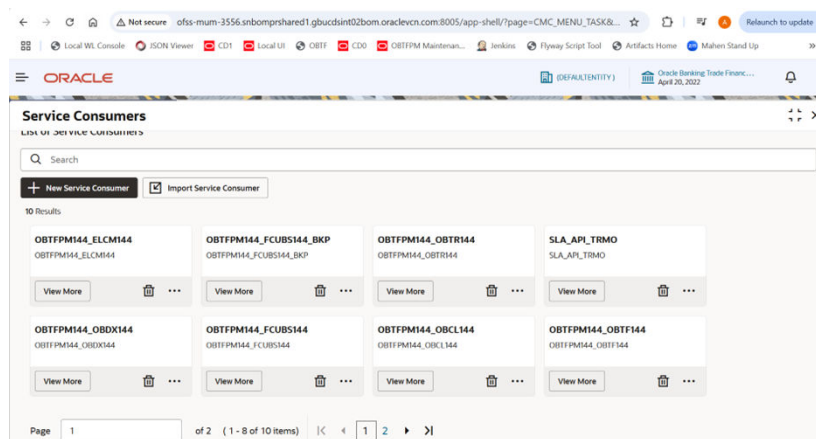 Not secure ofss-mum-3556.snbomprshared1.gbucdsint02bom.oraclevcn.com:8005/app-shell/?page=CMC_MENU_TASK&... Relaunch to update
Local WL Console JSON Viewer CD1 Local UI OBTF CD0 OBTFPM Maintenan... Jenkins Flyway Script Tool Artifacts Home Mahen Stand Up »
ORACLE (DEFAULTENTITY) Oracle Banking Trade Financ...
April 20, 2022
Service Consumers
List of Service Consumers
Search
New Service Consumer Import Service Consumer
10 Results
OBTFPM144_ELCM144 OBTFPM144_FCUBS144_BKP OBTFPM144_OBTR144 SLA_API_TRMO
OBTFPM144_ELCM144 OBTFPM144_FCUBS144_BKP OBTFPM144_OBTR144 SLA_API_TRMO
View More ... View More ... View More ... View More ...
OBTFPM144_OBDX144 OBTFPM144_FCUBS144 OBTFPM144_OBCL144 OBTFPM144_OBTF144
OBTFPM144_OBDX144 OBTFPM144_FCUBS144 OBTFPM144_OBCL144 OBTFPM144_OBTF144
View More ... View More ... View More ... View More ...
Page 1 of 2 (1 - 8 of 10 items) 1 2